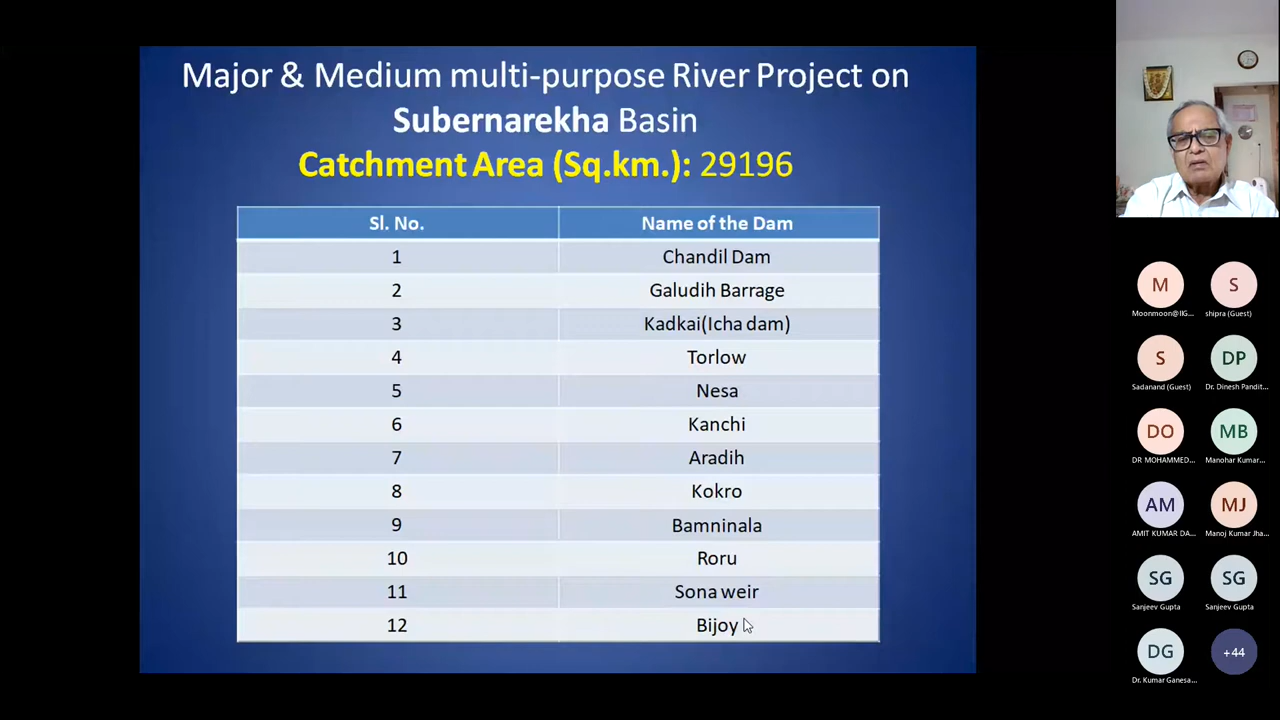 Major & Medium multi-purpose River Project on
Subernarekha Basin
Catchment Area (Sq.km.): 29196
Sl. No. Name of the Dam
1 Chandil Dam
2 Galudih Barrage
3 Kadkai(Icha dam)
4 Torlow
5 Nesa
6 Kanchi
7 Aradih
8 Kokro
9 Bamninala
10 Roru
11 Sona weir
12 Bijoy
M S
Moonmoon@IIG... shipra (Guest)
S DP
Sadanand (Guest) Dr. Dinesh Pandit...
DO MB
DR MOHAMMED... Manohar Kumar...
AM MJ
AMIT KUMAR DA... Manoj Kumar Jha...
SG SG
Sanjeev Gupta Sanjeev Gupta
DG +44
Dr. Kumar Ganesa...